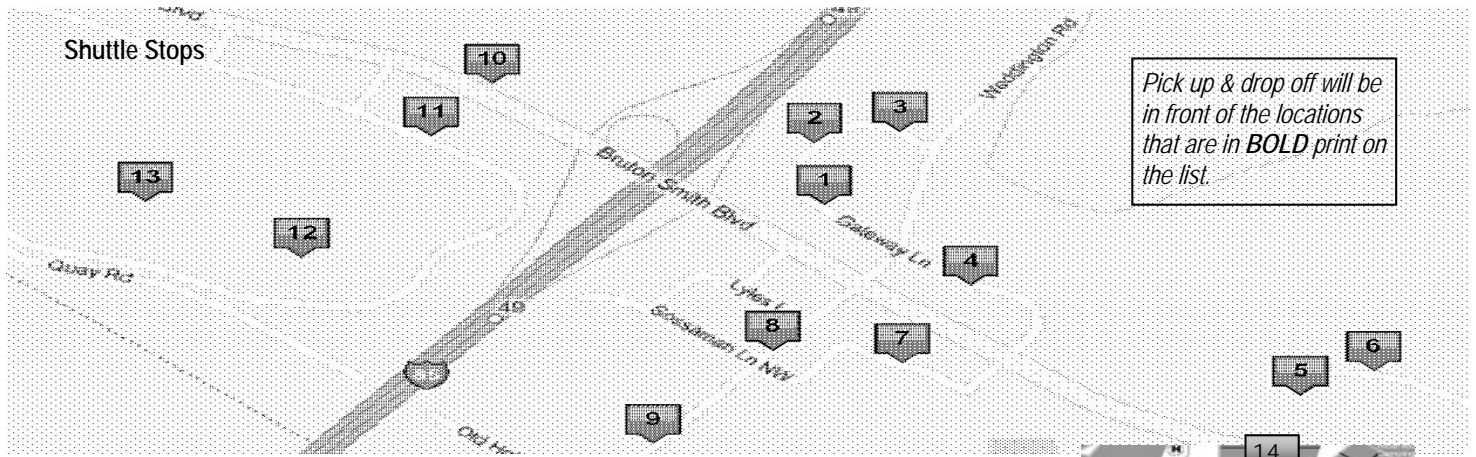 Shuttle Stops
10
11
13
12
2
3
1
4
8
7
9
5
6
14
Weddington Rd
Bruton Smith Blvd
Gateway Ln
Gossaman Ln NW
Quay Rd
49
Pick up & drop off will be
in front of the locations
that are in BOLD print on
the list.